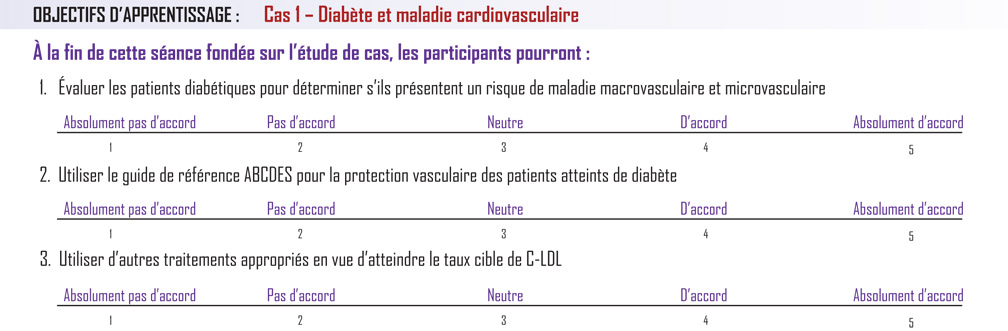 OBJECTIFS D'APPRENTISSAGE : Cas 1 – Diabète et maladie cardiovasculaire
À la fin de cette séance fondée sur l'étude de cas, les participants pourront :
1. Évaluer les patients diabétiques pour déterminer s'ils présentent un risque de maladie macrovasculaire et microvasculaire
Absolument pas d'accord Pas d'accord Neutre D'accord Absolument d'accord
1 2 3 4 5
2. Utiliser le guide de référence ABCDES pour la protection vasculaire des patients atteints de diabète
Absolument pas d'accord Pas d'accord Neutre D'accord Absolument d'accord
1 2 3 4 5
3. Utiliser d'autres traitements appropriés en vue d'atteindre le taux cible de C-LDL
Absolument pas d'accord Pas d'accord Neutre D'accord Absolument d'accord
1 2 3 4 5